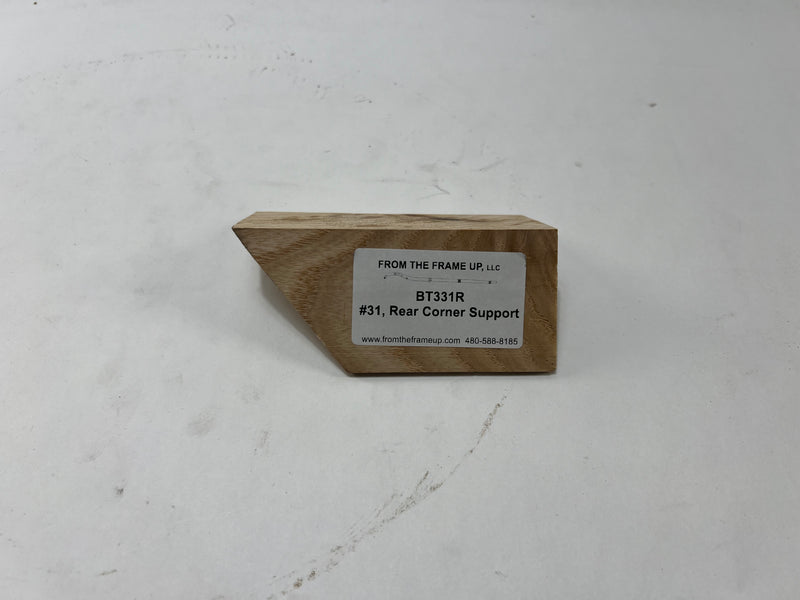 FROM THE FRAME UP, LLC
BT331R
#31, Rear Corner Support
www.fromtheframeup.com 480-588-8185